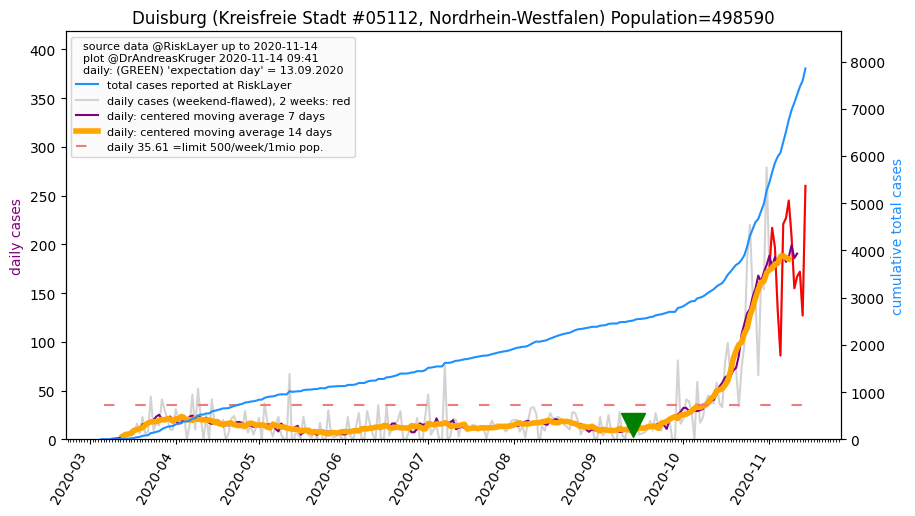 Duisburg (Kreisfreie Stadt #05112, Nordrhein-Westfalen) Population=498590
source data @RiskLayer up to 2020-11-14
plot @DrAndreasKruger 2020-11-14 09:41
daily: (GREEN) 'expectation day' = 13.09.2020
total cases reported at RiskLayer
daily cases (weekend-flawed), 2 weeks: red
daily: centered moving average 7 days
daily: centered moving average 14 days
daily 35.61 =limit 500/week/1mio pop.
daily cases
400
350
300
250
200
150
100
50
0
cumulative total cases
8000
7000
6000
5000
4000
3000
2000
1000
0
2020-03
2020-04
2020-05
2020-06
2020-07
2020-08
2020-09
2020-10
2020-11